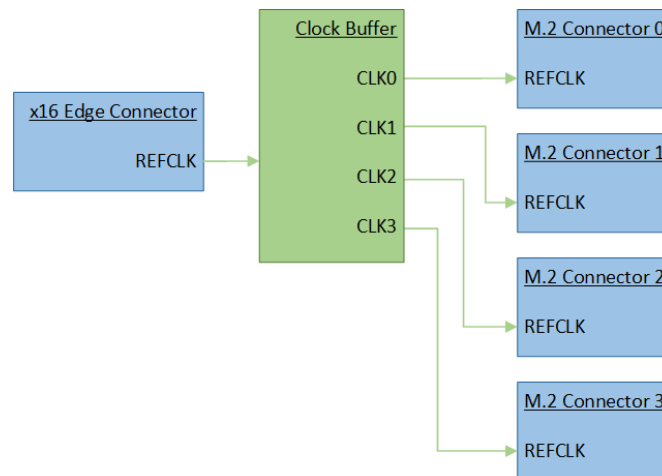 x16 Edge Connector
REFCLK
Clock Buffer
CLK0
CLK1
CLK2
CLK3
M.2 Connector 0
REFCLK
M.2 Connector 1
REFCLK
M.2 Connector 2
REFCLK
M.2 Connector 3
REFCLK